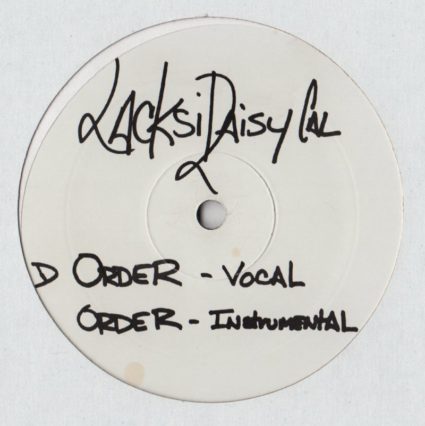 LACKSiDAiSYCAL
D ORDER - VOCAL
ORDER - INSTRUMENTAL